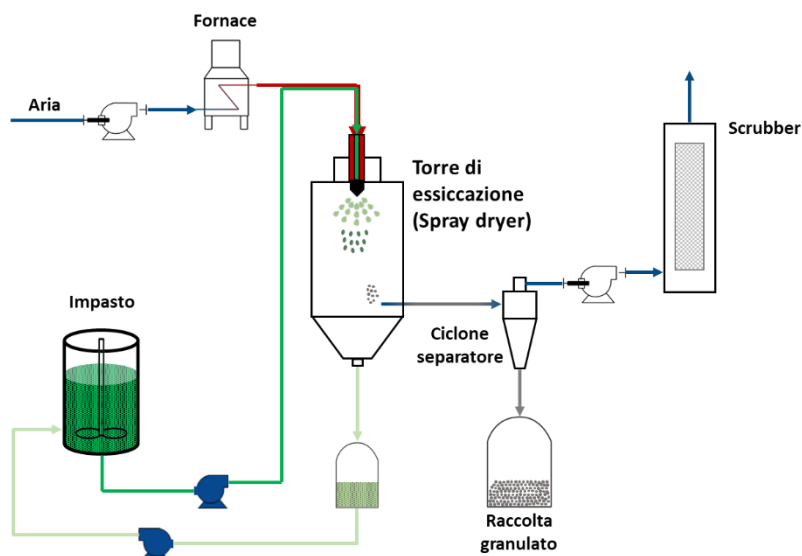 Fornace
Aria
Scrubber
Torre di
essiccazione
(Spray dryer)
Impasto
Ciclone
separatore
Raccolta
granulato